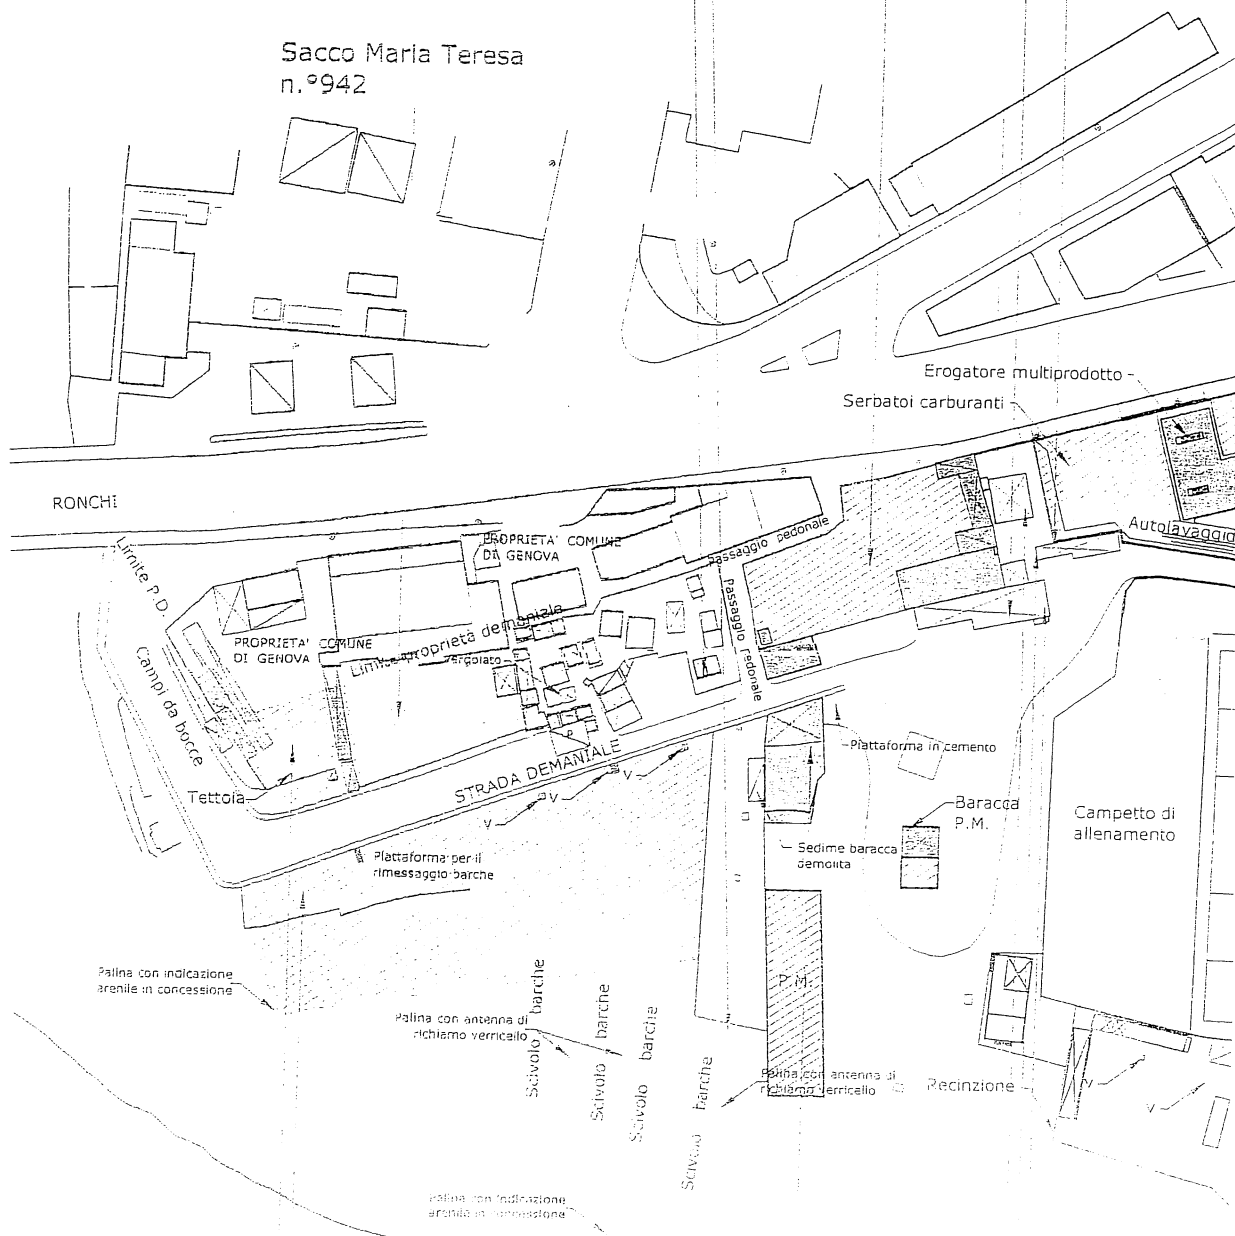 Sacco Maria Teresa
n.°942
Erogatore multiprodotto
Serbatoi carburanti
RONCHI
Autolavaggio
PROPRIETA' COMUNE
DI GENOVA
Passaggio pedonale
Limite P.D.
Passaggio pedonale
Limite proprietà demaniale
PROPRIETA' COMUNE
DI GENOVA
Pergolato
Campi da bocce
Tettoia
STRADA DEMANIALE
V
V
V
Piattaforma in cemento
Baracca
P.M.
Campetto di
allenamento
Sedime baracca
demolita
Piattaforma per il
rimessaggio barche
Palina con indicazione
arenile in concessione
P.M.
Palina con antenna di
richiamo verricello
Scivolo barche
Scivolo barche
Scivolo barche
Scivolo barche
Palina con antenna di
richiamo verricello
Recinzione
V
V
Palina con indicazione
arenile in concessione